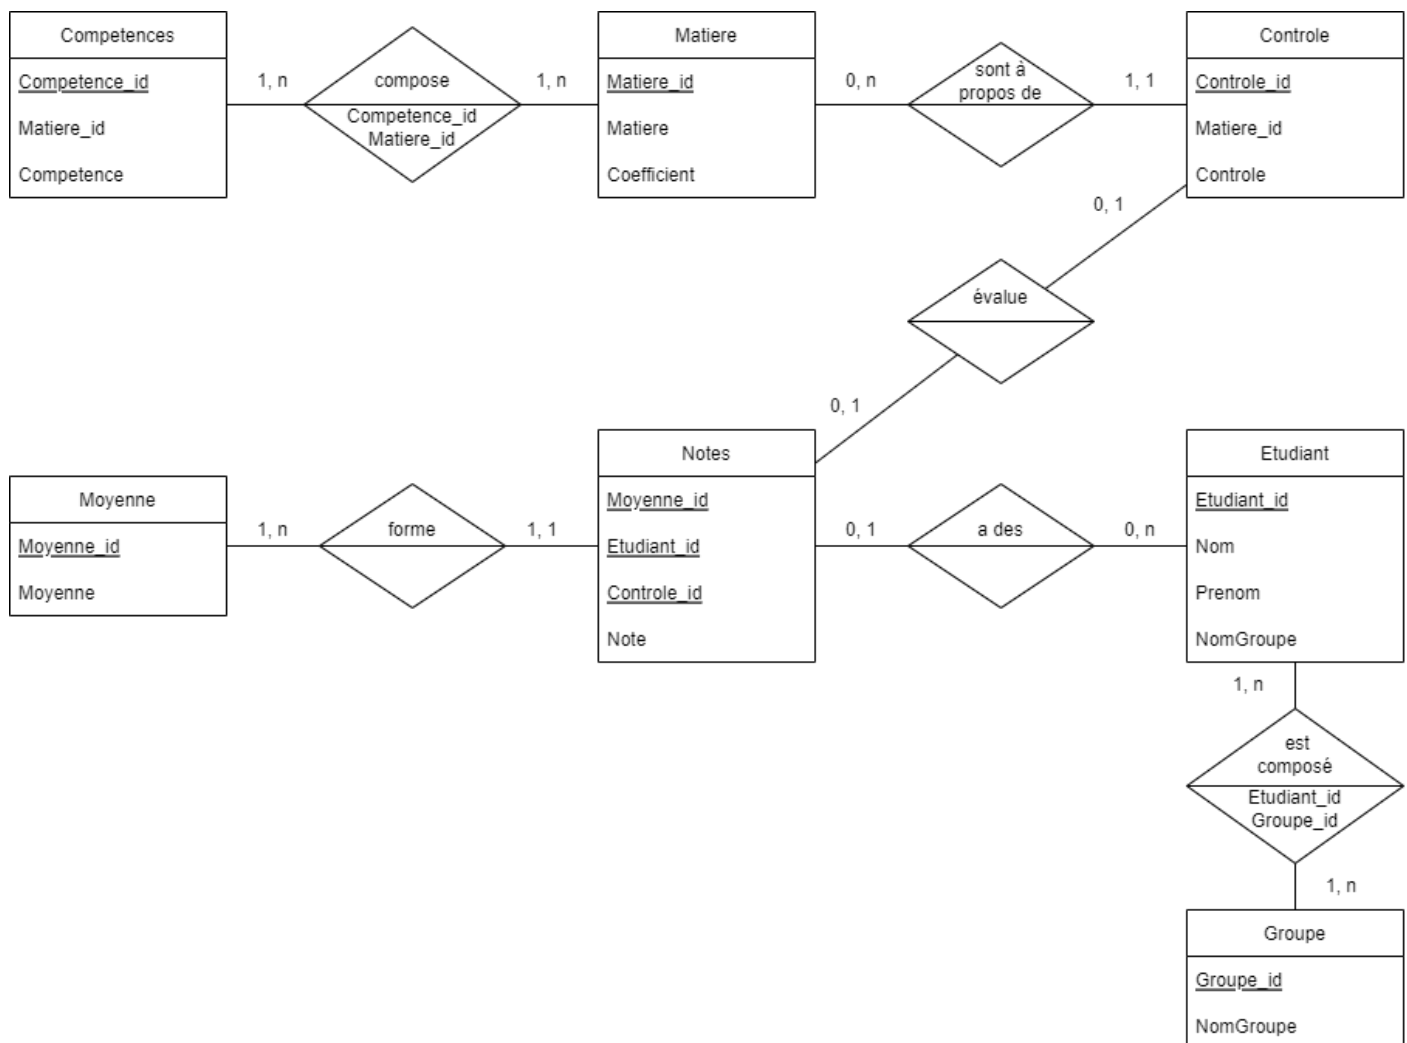 Competences
Competence_id
Matiere_id
Competence
1, n
compose
Competence_id
Matiere_id
1, n
Matiere
Matiere_id
Matiere
Coefficient
0, n
sont à
propos de
1, 1
Controle
Controle_id
Matiere_id
Controle
0, 1
évalue
0, 1
Moyenne
Moyenne_id
Moyenne
1, n
forme
1, 1
Notes
Moyenne_id
Etudiant_id
Controle_id
Note
0, 1
a des
0, n
Etudiant
Etudiant_id
Nom
Prenom
NomGroupe
1, n
est
composé
Etudiant_id
Groupe_id
1, n
Groupe
Groupe_id
NomGroupe